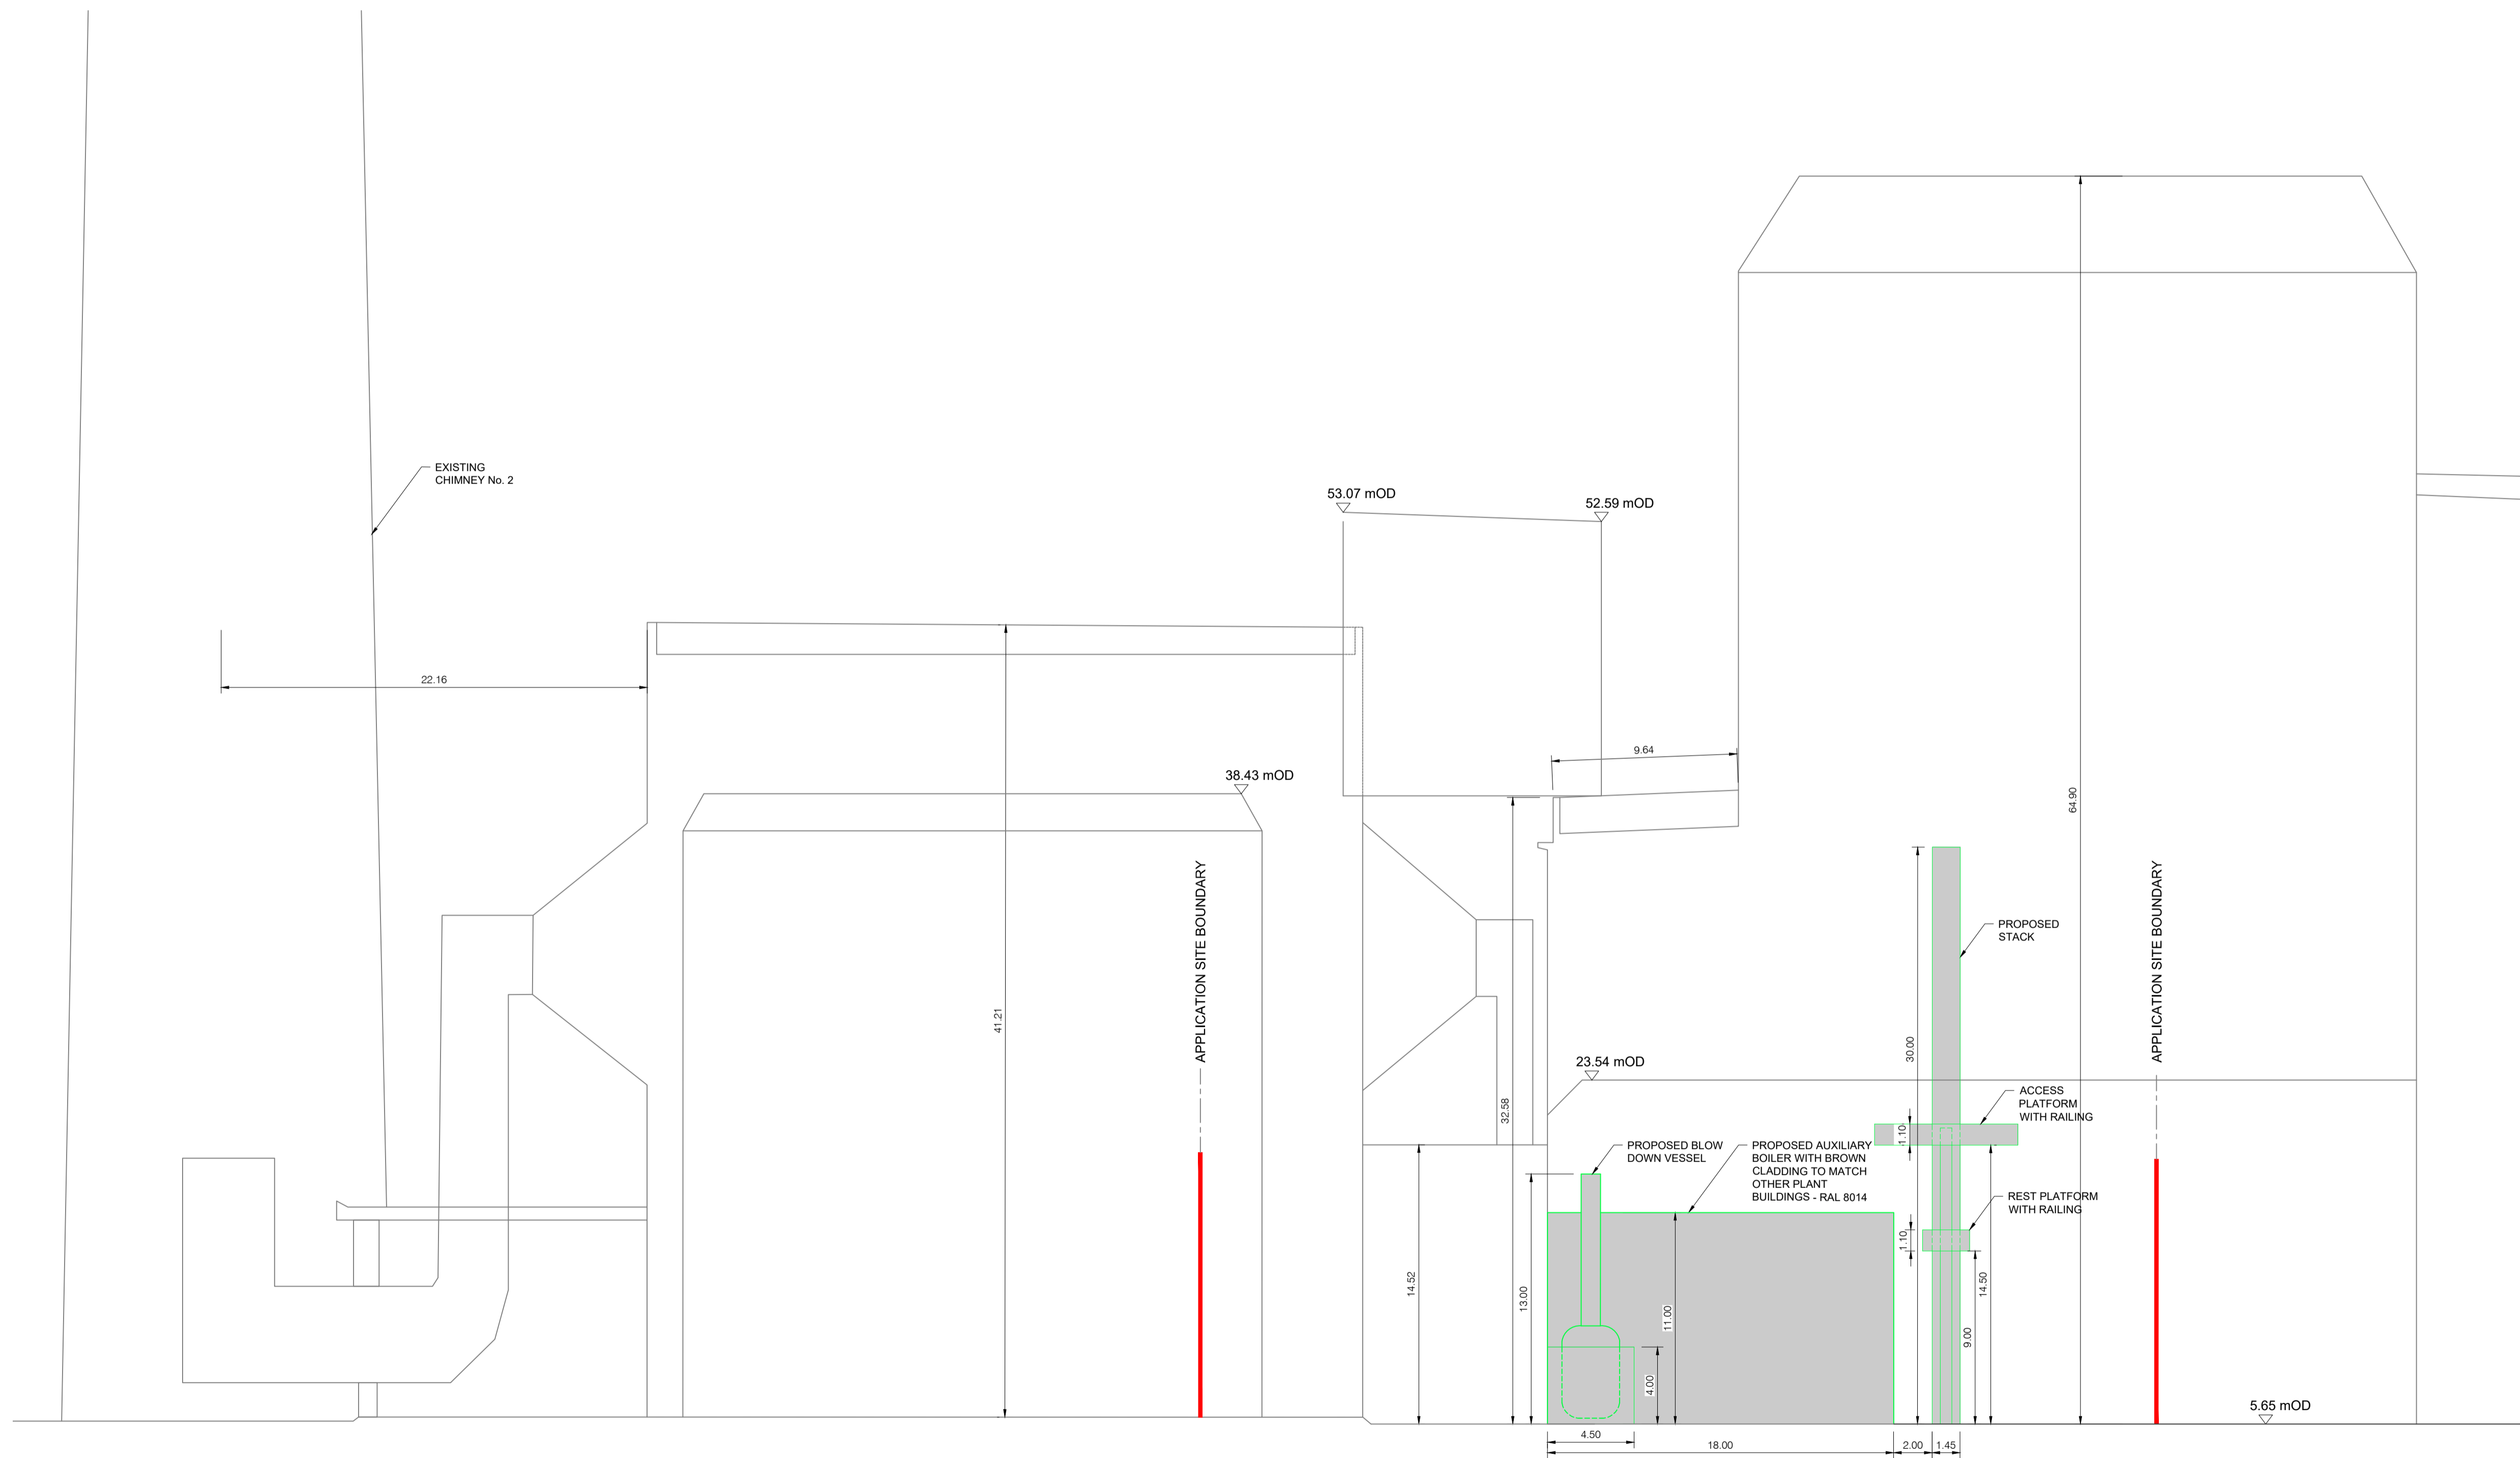 EXISTING
CHIMNEY No. 2
53.07 mOD
52.59 mOD
22.16
9.64
38.43 mOD
64.90
APPLICATION SITE BOUNDARY
APPLICATION SITE BOUNDARY
PROPOSED
STACK
41.21
30.00
23.54 mOD
32.58
ACCESS
PLATFORM
WITH RAILING
1.10
PROPOSED BLOW
DOWN VESSEL
PROPOSED AUXILIARY
BOILER WITH BROWN
CLADDING TO MATCH
OTHER PLANT
BUILDINGS - RAL 8014
REST PLATFORM
WITH RAILING
1.10
14.52
13.00
11.00
14.50
9.00
4.00
5.65 mOD
4.50
18.00
2.00
1.45